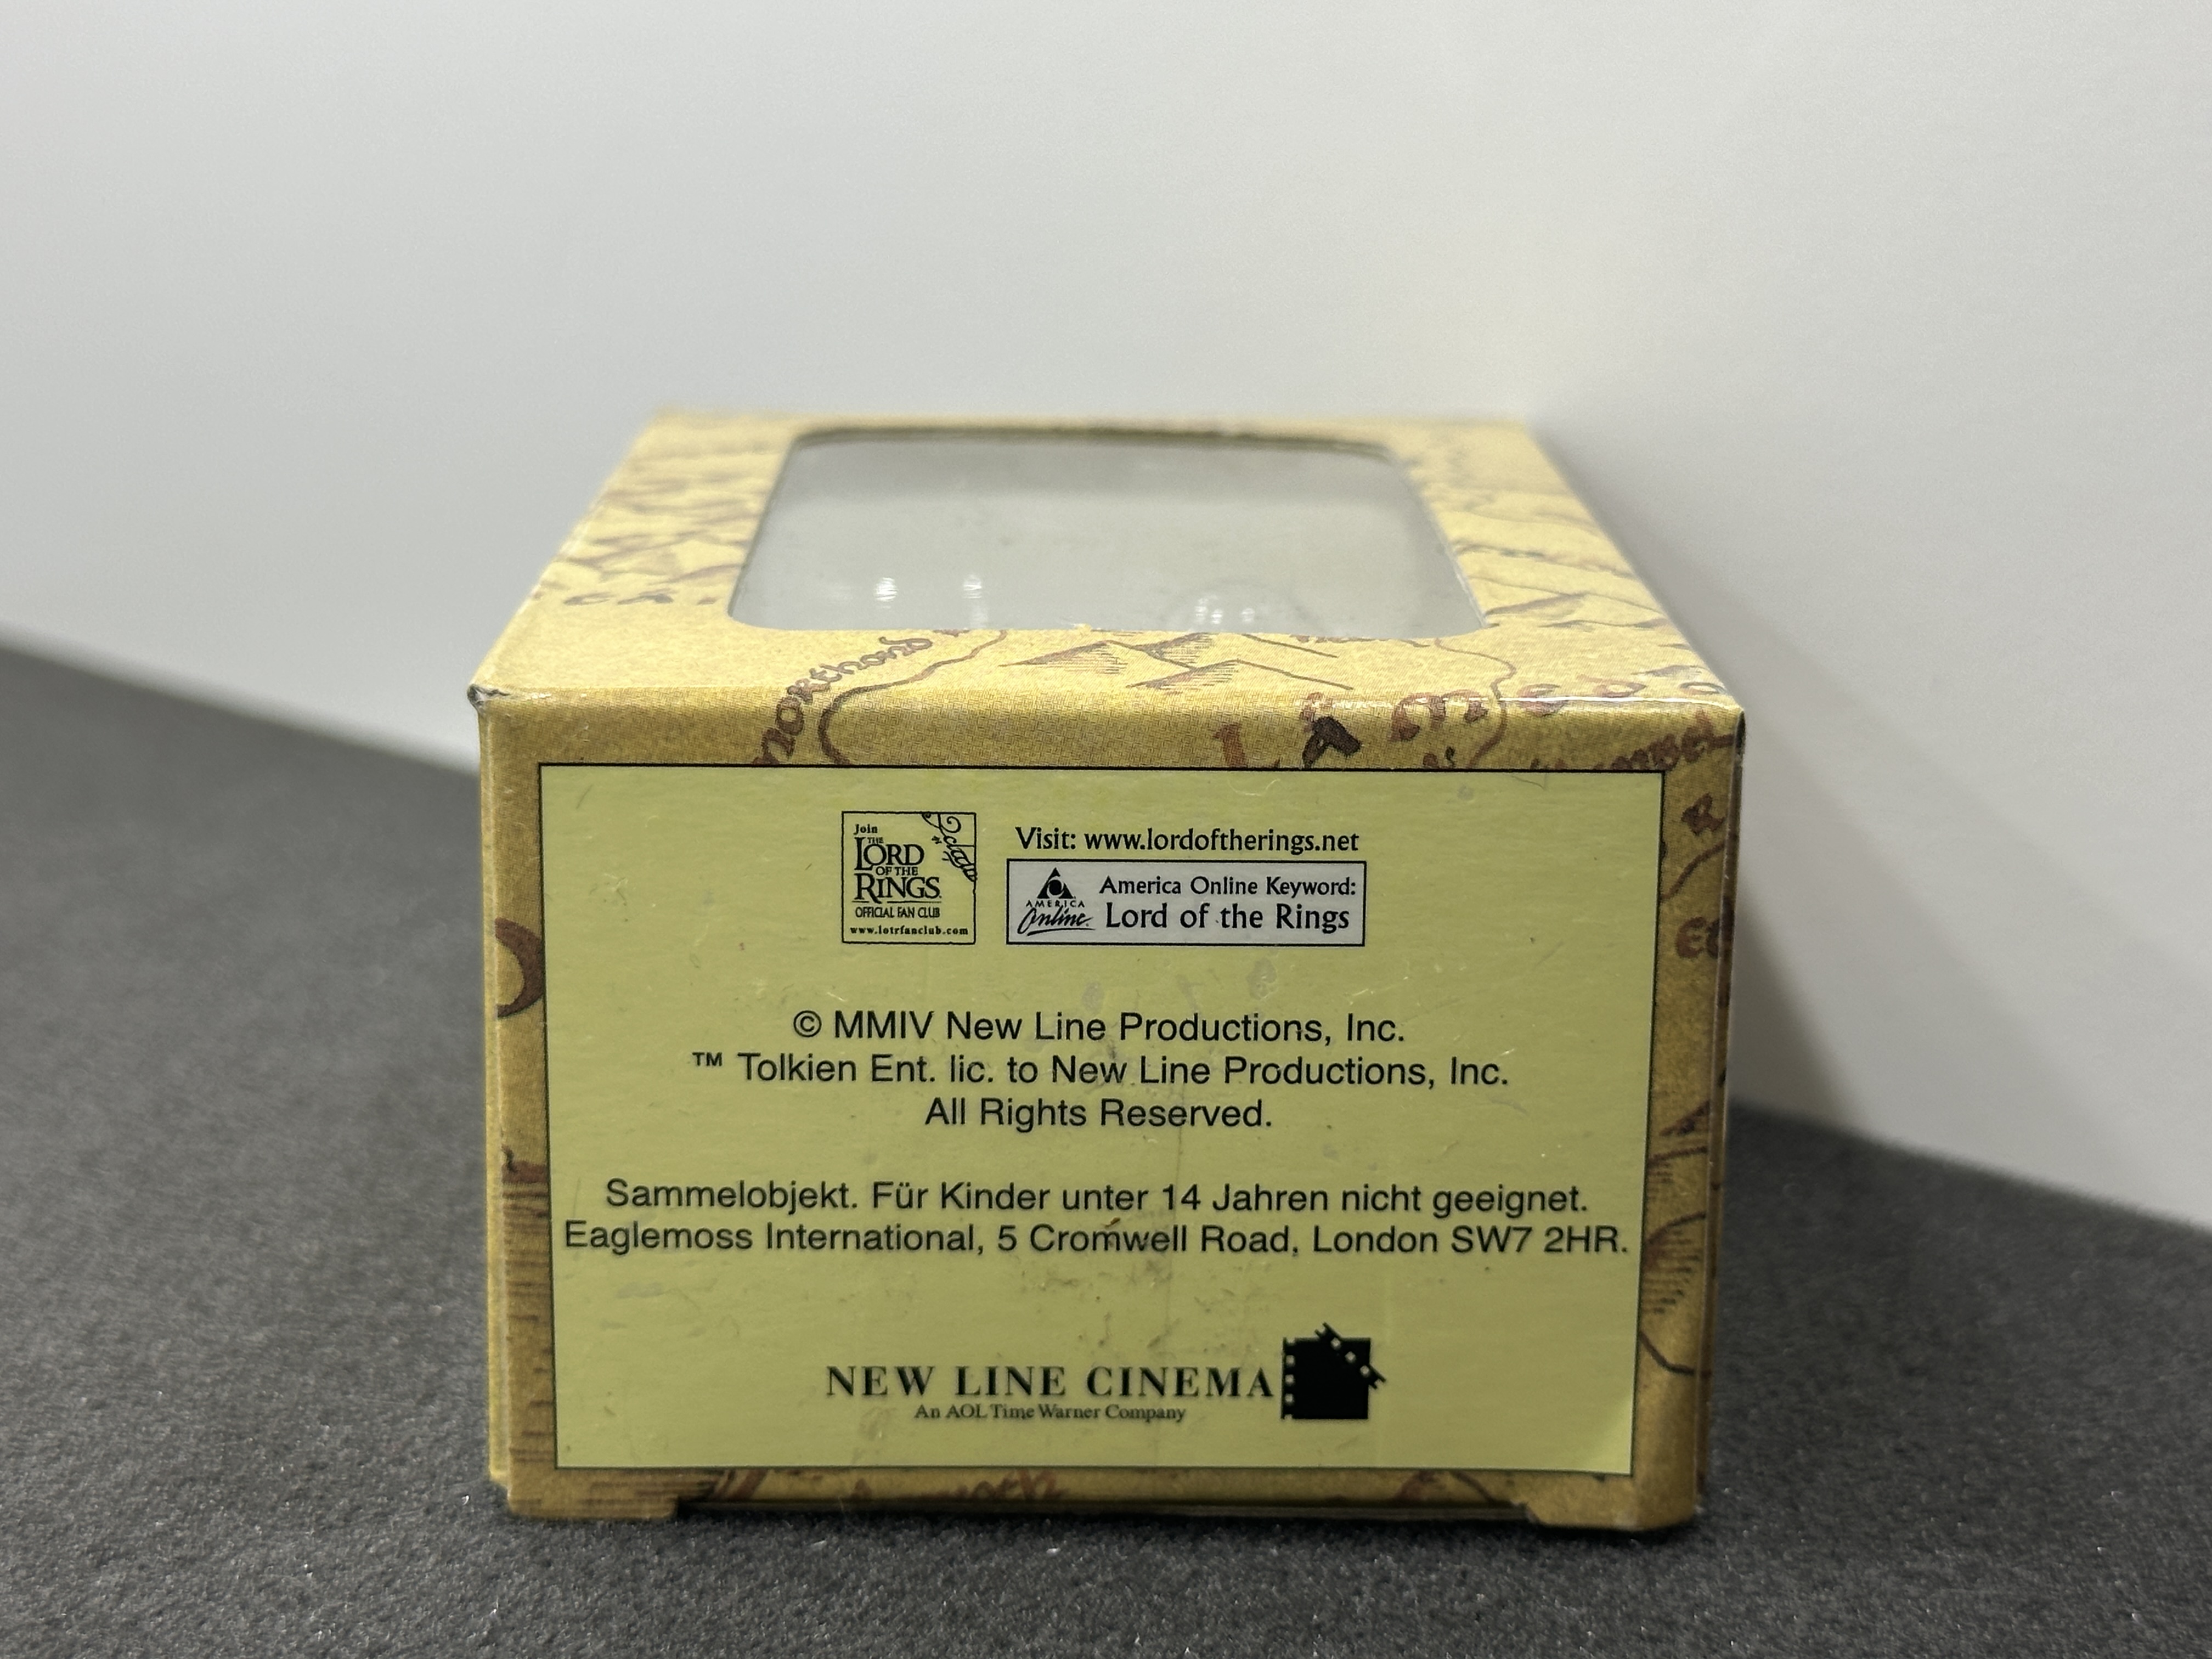 northand
Lamed
Join
THE
LORD
OF THE
RINGS
OFFICIAL FAN CLUB
www.lotrfanclub.com
Visit: www.lordoftherings.net
AMERICA
Online
America Online Keyword:
Lord of the Rings
© MMIV New Line Productions, Inc.
™ Tolkien Ent. lic. to New Line Productions, Inc.
All Rights Reserved.
Sammelobjekt. Für Kinder unter 14 Jahren nicht geeignet.
Eaglemoss International, 5 Cromwell Road, London SW7 2HR.
NEW LINE CINEMA
An AOL Time Warner Company